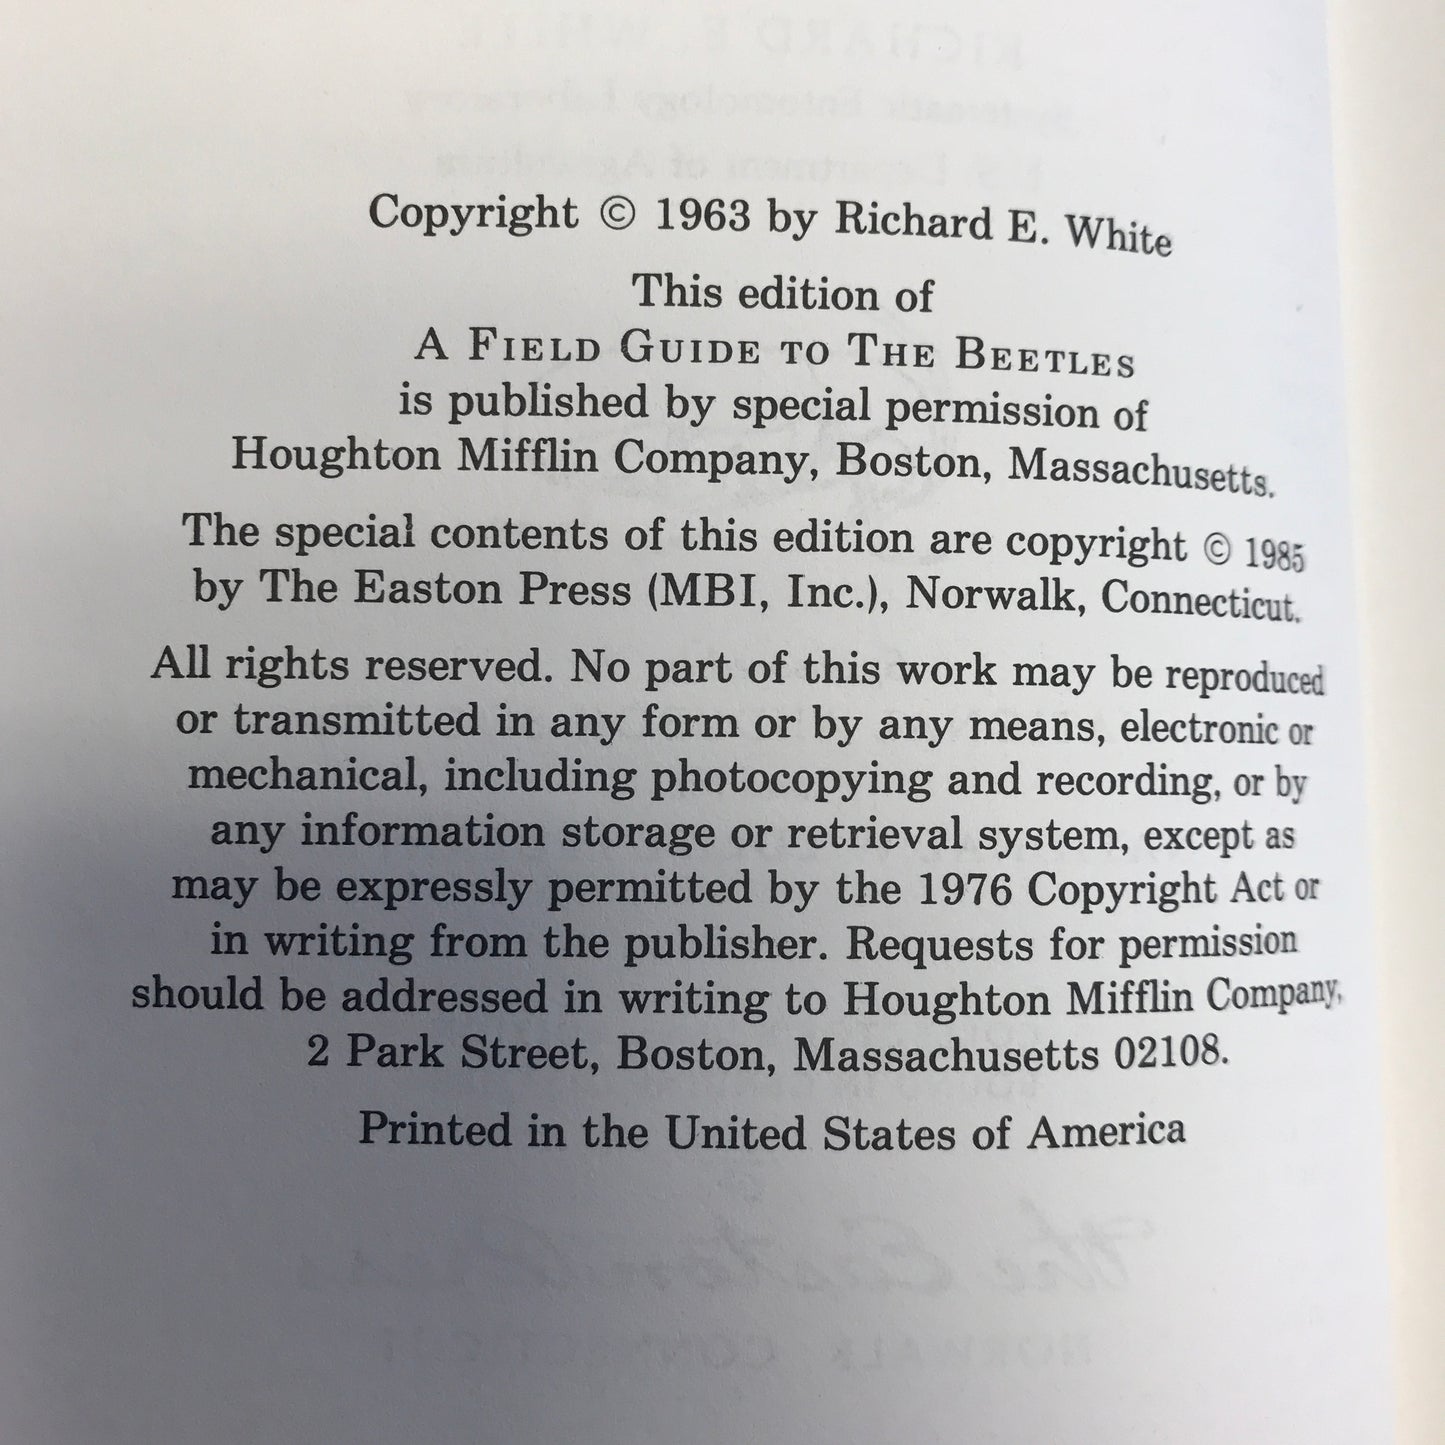 Copyright © 1963 by Richard E. White
This edition of
A FIELD GUIDE TO THE BEETLES
is published by special permission of
Houghton Mifflin Company, Boston, Massachusetts.
The special contents of this edition are copyright © 1985
by The Easton Press (MBI, Inc.), Norwalk, Connecticut.
All rights reserved. No part of this work may be reproduced
or transmitted in any form or by any means, electronic or
mechanical, including photocopying and recording, or by
any information storage or retrieval system, except as
may be expressly permitted by the 1976 Copyright Act or
in writing from the publisher. Requests for permission
should be addressed in writing to Houghton Mifflin Company,
2 Park Street, Boston, Massachusetts 02108.
Printed in the United States of America